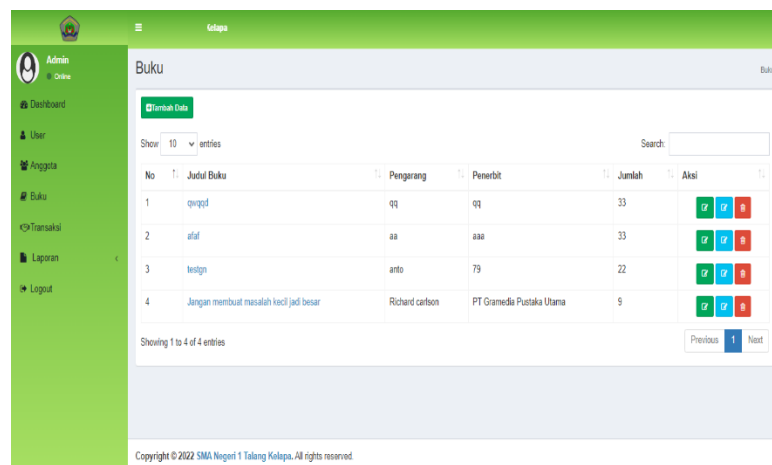 Kelapa
Admin
Online
Dashboard
User
Anggota
Buku
Transaksi
Laporan
Logout
Buku
Tambah Data
Show 10 entries
Search:
No Judul Buku Pengarang Penerbit Jumlah Aksi
1 qwqqd qq qq 33
2 afaf aa aaa 33
3 testgn anto 79 22
4 Jangan membuat masalah kecil jadi besar Richard carlson PT Gramedia Pustaka Utama 9
Showing 1 to 4 of 4 entries
Previous 1 Next
Copyright © 2022 SMA Negeri 1 Talang Kelapa. All rights reserved.